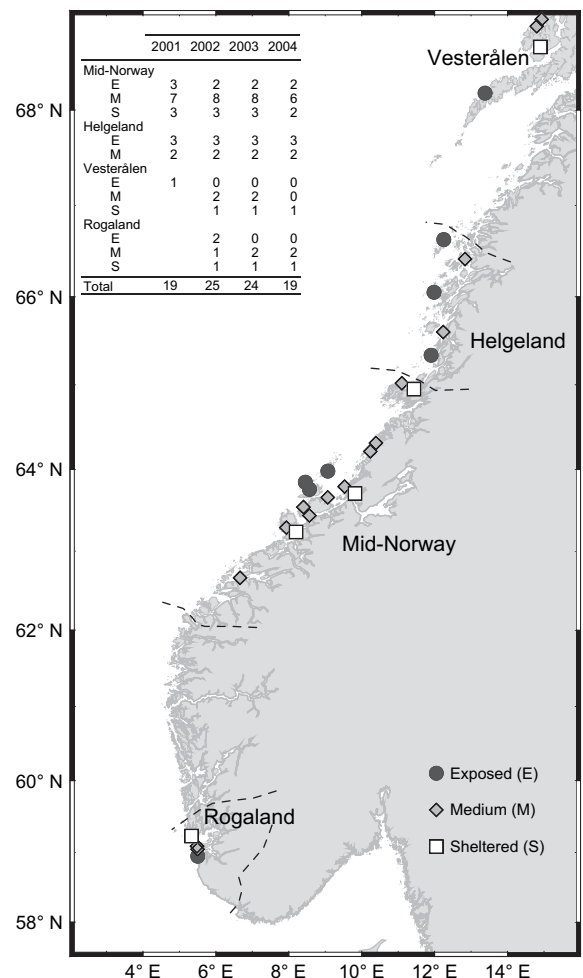 2001 2002 2003 2004
Mid-Norway
E 3 2 2 2
M 7 8 8 6
S 3 3 3 2
Helgeland
E 3 3 3 3
M 2 2 2 2
Vesterålen
E 1 0 0 0
M 2 2 0
S 1 1 1
Rogaland
E 2 0 0
M 1 2 2
S 1 1 1
Total 19 25 24 19
Vesterålen
68° N
66° N
Helgeland
64° N
Mid-Norway
62° N
60° N
Exposed (E)
Rogaland
Medium (M)
Sheltered (S)
58° N
4° E 6° E 8° E 10° E 12° E 14° E